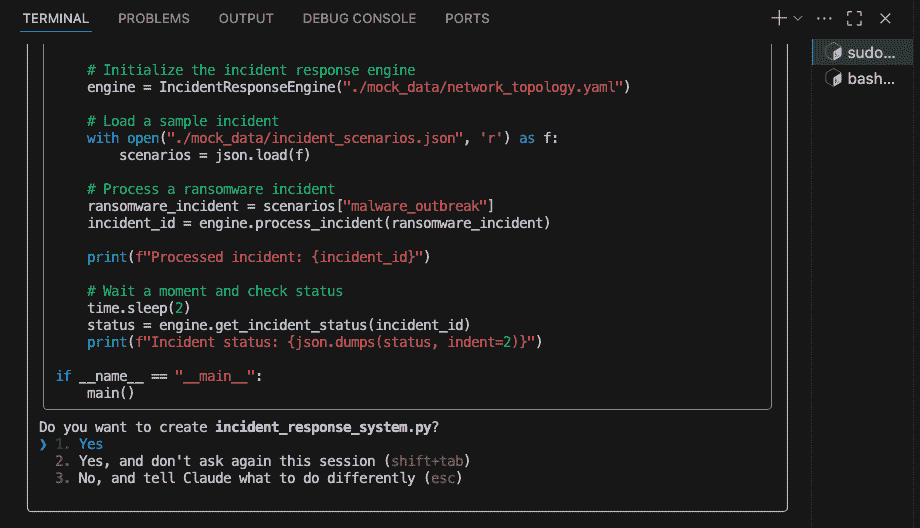 TERMINAL PROBLEMS OUTPUT DEBUG CONSOLE PORTS
sudo...
bash...
# Initialize the incident response engine
engine = IncidentResponseEngine("./mock_data/network_topology.yaml")
# Load a sample incident
with open("./mock_data/incident_scenarios.json", 'r') as f:
scenarios = json.load(f)
# Process a ransomware incident
ransomware_incident = scenarios["malware_outbreak"]
incident_id = engine.process_incident(ransomware_incident)
print(f"Processed incident: {incident_id}")
# Wait a moment and check status
time.sleep(2)
status = engine.get_incident_status(incident_id)
print(f"Incident status: {json.dumps(status, indent=2)}")
if __name__ == "__main__":
main()
Do you want to create incident_response_system.py?
❯ 1. Yes
2. Yes, and don't ask again this session (shift+tab)
3. No, and tell Claude what to do differently (esc)